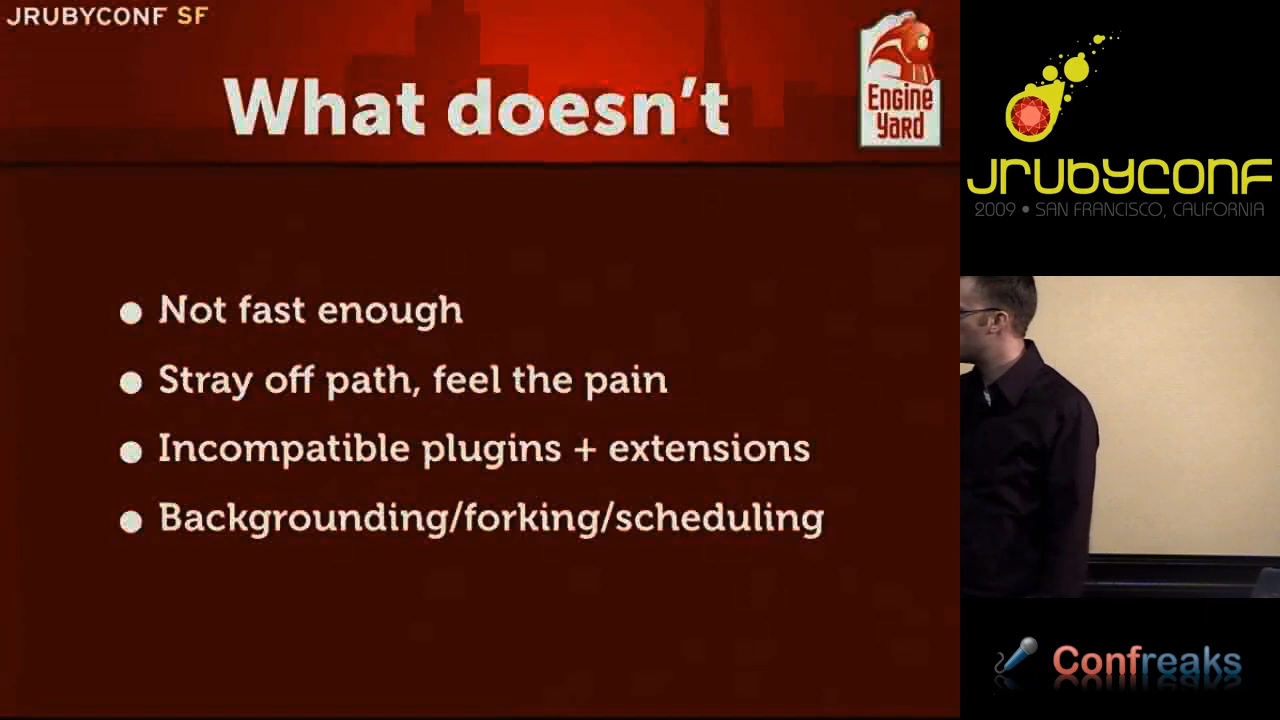 JRUBYCONF SF
What doesn't
Engine
Yard
• Not fast enough
• Stray off path, feel the pain
• Incompatible plugins + extensions
• Backgrounding/forking/scheduling
JRUBYCONF
2009 • SAN FRANCISCO, CALIFORNIA
Confreaks